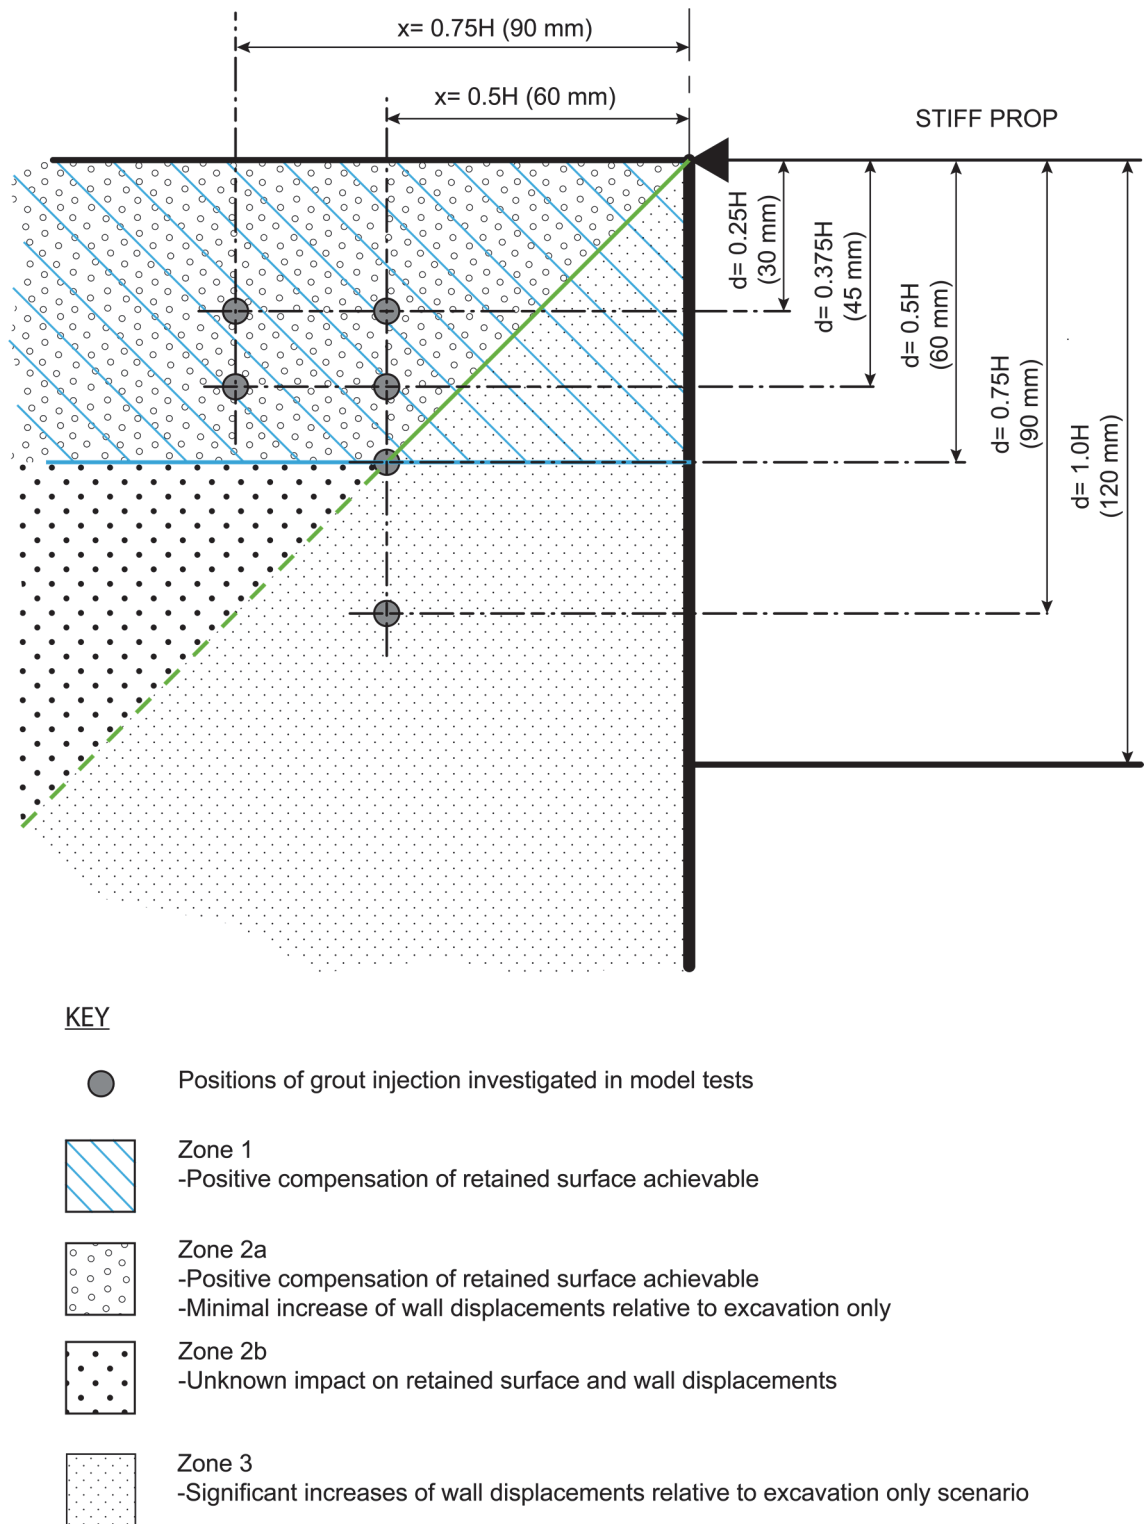 x= 0.75H (90 mm)
x= 0.5H (60 mm)
STIFF PROP
d= 0.25H
(30 mm)
d= 0.375H
(45 mm)
d= 0.5H
(60 mm)
d= 0.75H
(90 mm)
d= 1.0H
(120 mm)
KEY
Positions of grout injection investigated in model tests
Zone 1
-Positive compensation of retained surface achievable
Zone 2a
-Positive compensation of retained surface achievable
-Minimal increase of wall displacements relative to excavation only
Zone 2b
-Unknown impact on retained surface and wall displacements
Zone 3
-Significant increases of wall displacements relative to excavation only scenario